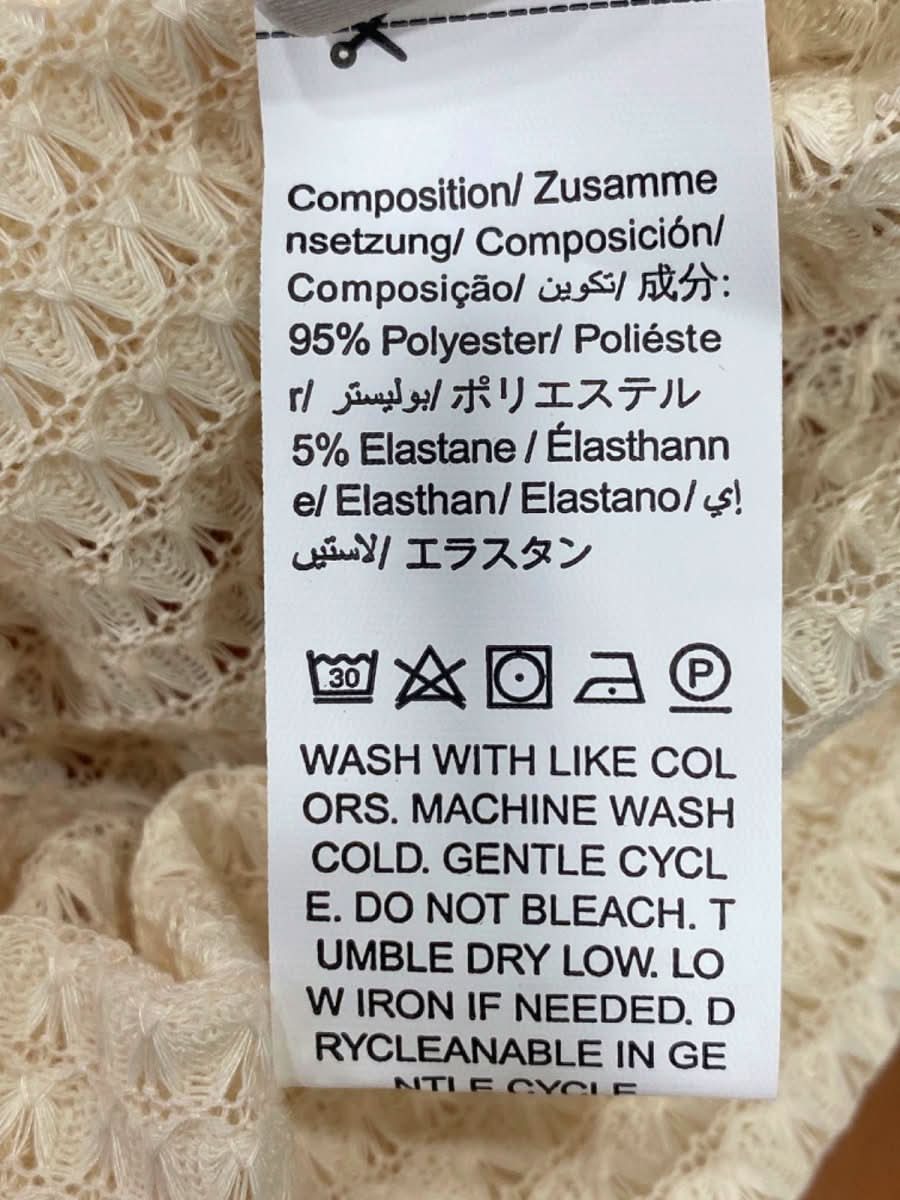 Composition/ Zusamme
nsetzung/ Composición/
Composição/ تكوين/ 成分:
95% Polyester/ Poliéste
r/ بوليستر/ ポリエステル
5% Elastane / Élasthann
e/ Elasthan/ Elastano/ إي
لاستين/ エラスタン
30 P
WASH WITH LIKE COL
ORS. MACHINE WASH
COLD. GENTLE CYCL
E. DO NOT BLEACH. T
UMBLE DRY LOW. LO
W IRON IF NEEDED. D
RYCLEANABLE IN GE
NTLE CYCLE